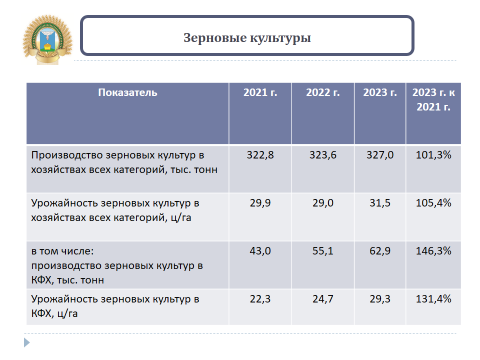 Зерновые культуры
Показатель 2021 г. 2022 г. 2023 г. 2023 г. к
2021 г.
Производство зерновых культур в 322,8 323,6 327,0 101,3%
хозяйствах всех категорий, тыс. тонн
Урожайность зерновых культур в 29,9 29,0 31,5 105,4%
хозяйствах всех категорий, ц/га
в том числе: 43,0 55,1 62,9 146,3%
производство зерновых культур в
КФХ, тыс. тонн
Урожайность зерновых культур в 22,3 24,7 29,3 131,4%
КФХ, ц/га